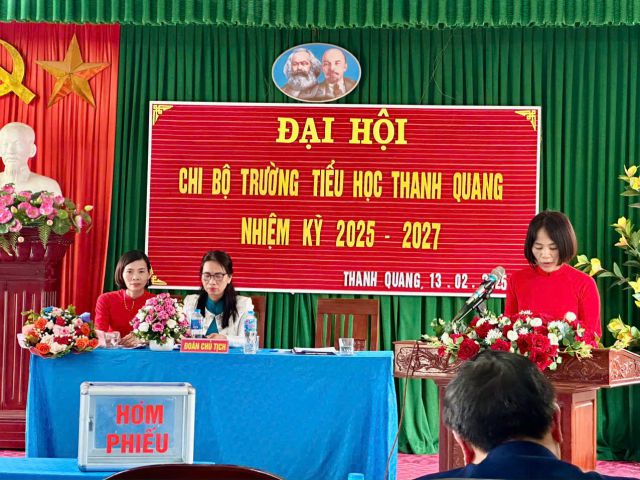 ĐẠI HỘI
CHI BỘ TRƯỜNG TIỂU HỌC THANH QUANG
NHIỆM KỲ 2025 - 2027
THANH QUANG, 13 . 02 . 2025
ĐOÀN CHỦ TỊCH
HÒM
PHIẾU